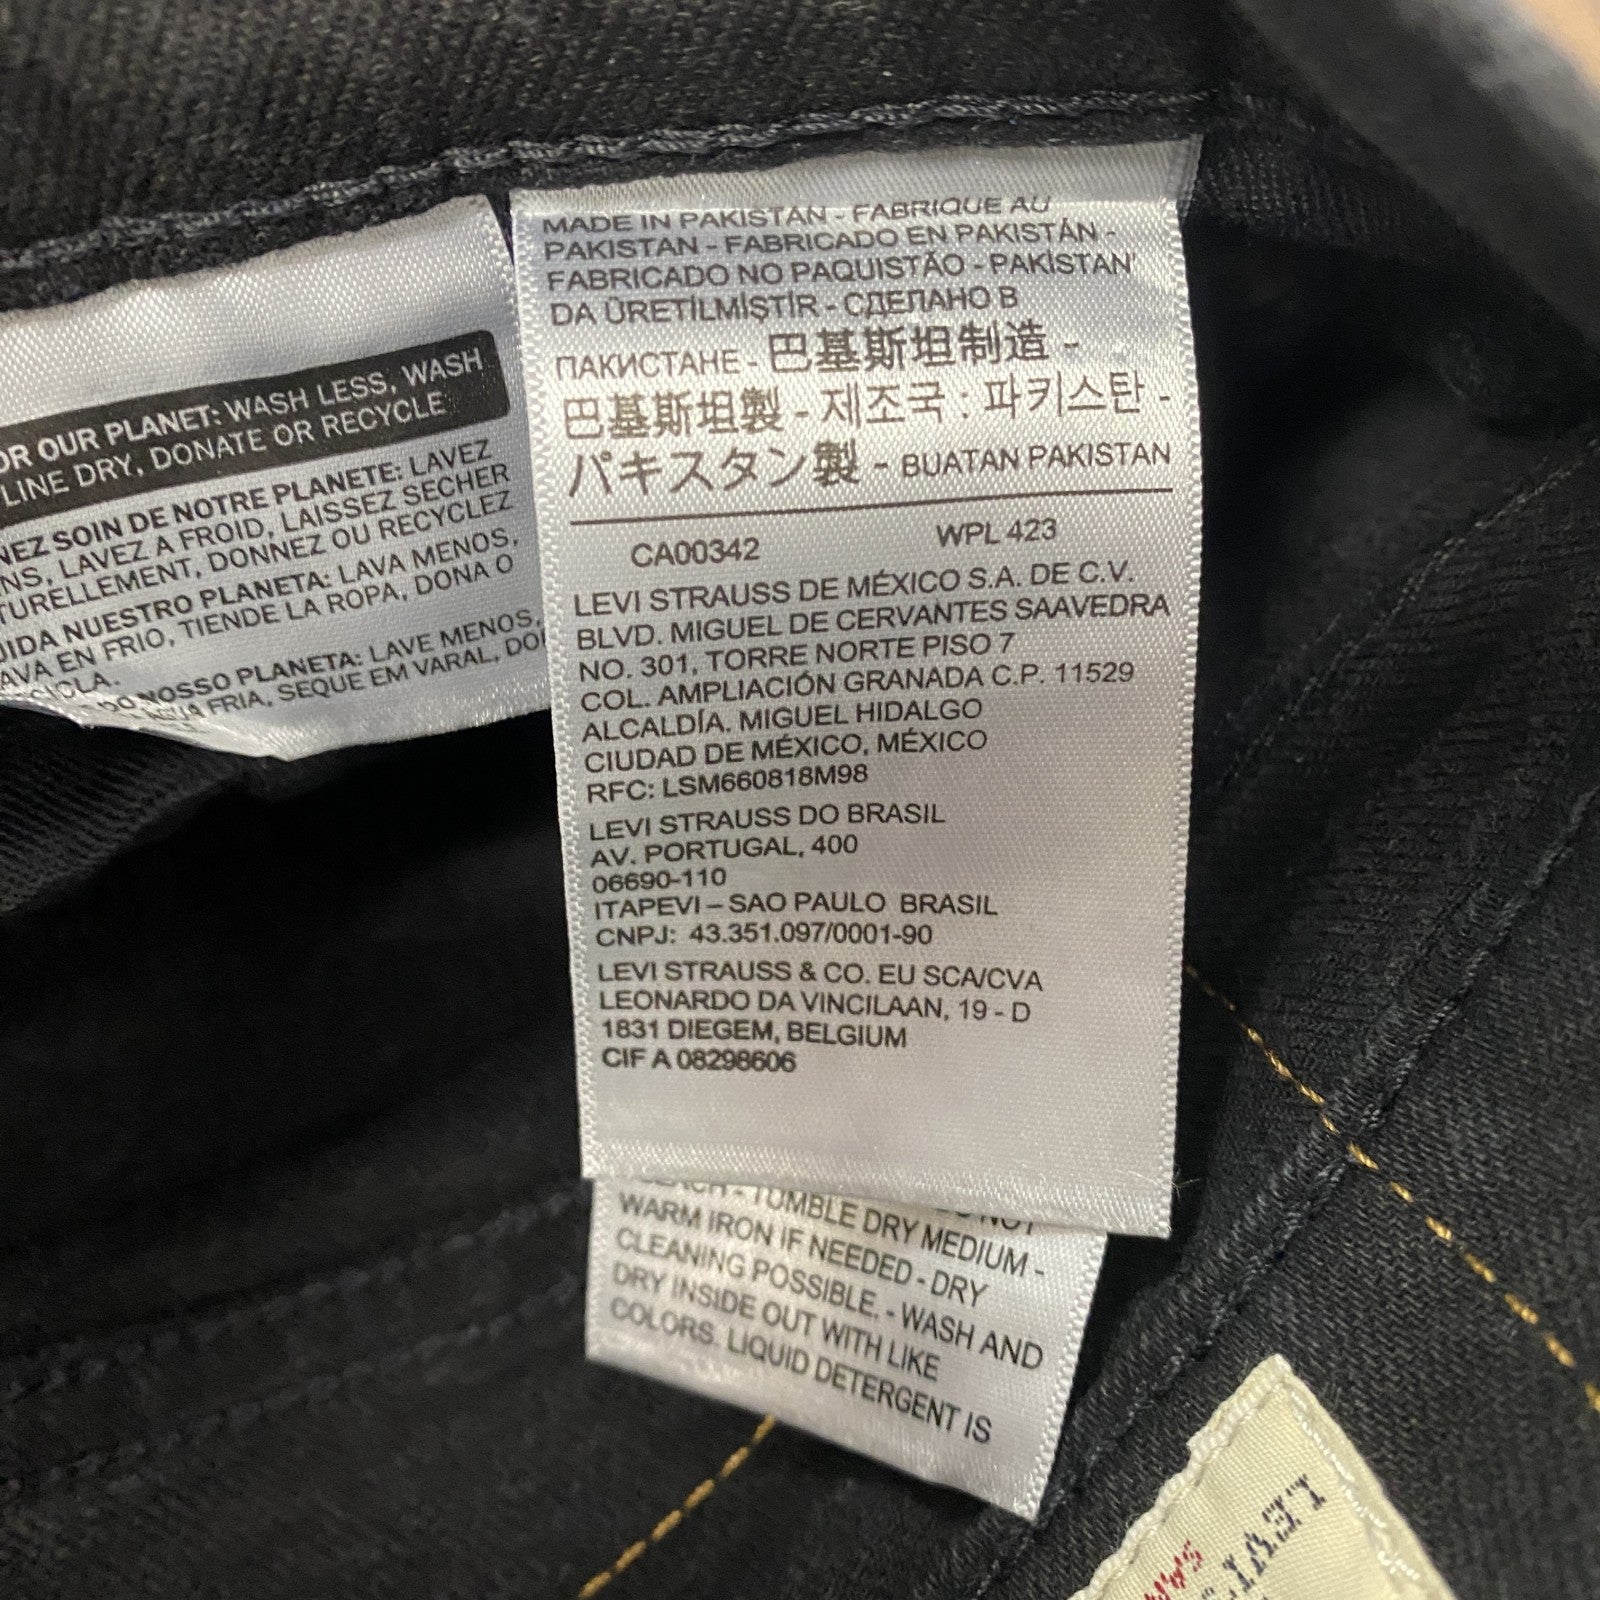 OR OUR PLANET: WASH LESS, WASH
LINE DRY, DONATE OR RECYCLE
NEZ SOIN DE NOTRE PLANETE: LAVEZ
NS, LAVEZ A FROID, LAISSEZ SECHER
TURELLEMENT, DONNEZ OU RECYCLEZ
IDA NUESTRO PLANETA: LAVA MENOS,
AVA EN FRIO, TIENDE LA ROPA, DONA O
CICLA.
DO NOSSO PLANETA: LAVE MENOS,
FRIA, SEQUE EM VARAL, DO
MADE IN PAKISTAN - FABRIQUE AU
PAKISTAN - FABRICADO EN PAKISTÁN -
FABRICADO NO PAQUISTÃO - PAKİSTAN'
DA ÜRETİLMİŞTİR - СДЕЛАНО В
ПАКИСТАНЕ - 巴基斯坦制造 -
巴基斯坦製 - 제조국 : 파키스탄 -
パキスタン製 - BUATAN PAKISTAN
CA00342 WPL 423
LEVI STRAUSS DE MÉXICO S.A. DE C.V.
BLVD. MIGUEL DE CERVANTES SAAVEDRA
NO. 301, TORRE NORTE PISO 7
COL. AMPLIACIÓN GRANADA C.P. 11529
ALCALDÍA. MIGUEL HIDALGO
CIUDAD DE MÉXICO, MÉXICO
RFC: LSM660818M98
LEVI STRAUSS DO BRASIL
AV. PORTUGAL, 400
06690-110
ITAPEVI – SAO PAULO BRASIL
CNPJ: 43.351.097/0001-90
LEVI STRAUSS & CO. EU SCA/CVA
LEONARDO DA VINCILAAN, 19 - D
1831 DIEGEM, BELGIUM
CIF A 08298606
- TUMBLE DRY MEDIUM -
WARM IRON IF NEEDED - DRY
CLEANING POSSIBLE. - WASH AND
DRY INSIDE OUT WITH LIKE
COLORS. LIQUID DETERGENT IS
LEVI